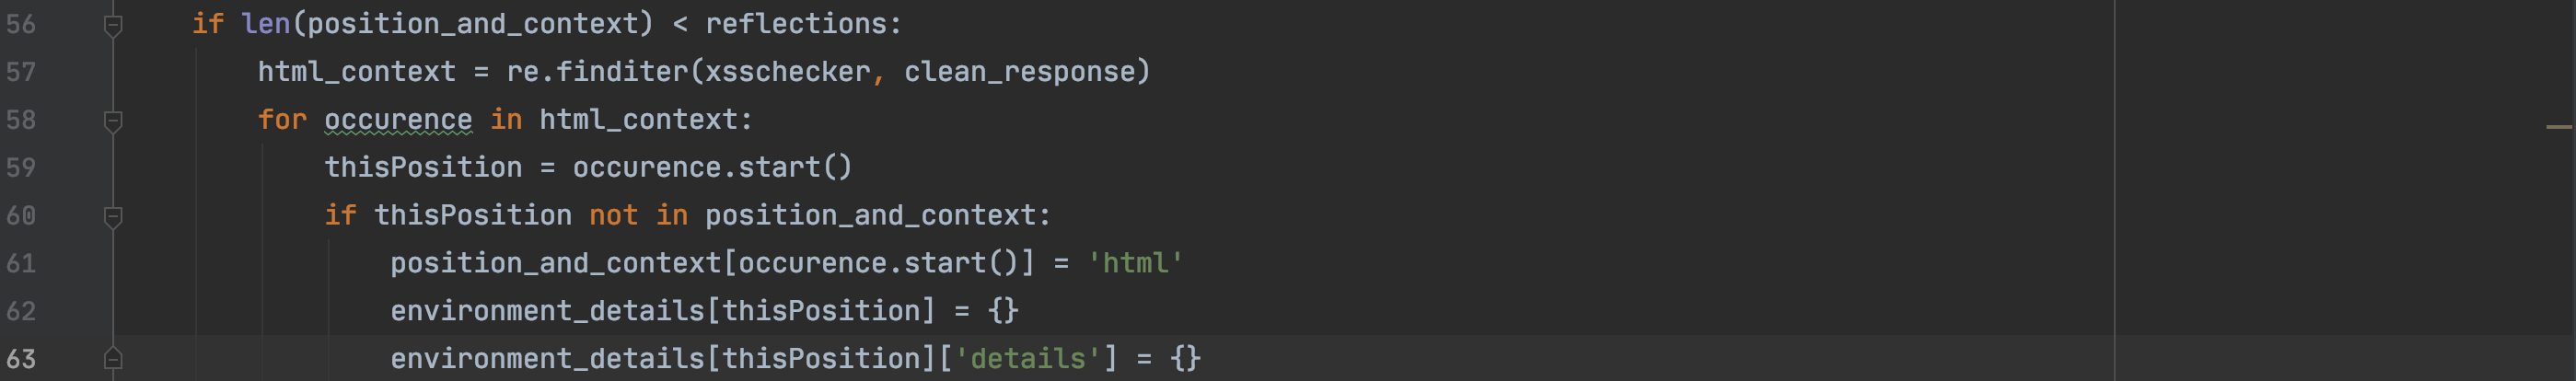 56 if len(position_and_context) < reflections:
57 html_context = re.finditer(xsschecker, clean_response)
58 for occurence in html_context:
59 thisPosition = occurence.start()
60 if thisPosition not in position_and_context:
61 position_and_context[occurence.start()] = 'html'
62 environment_details[thisPosition] = {}
63 environment_details[thisPosition]['details'] = {}